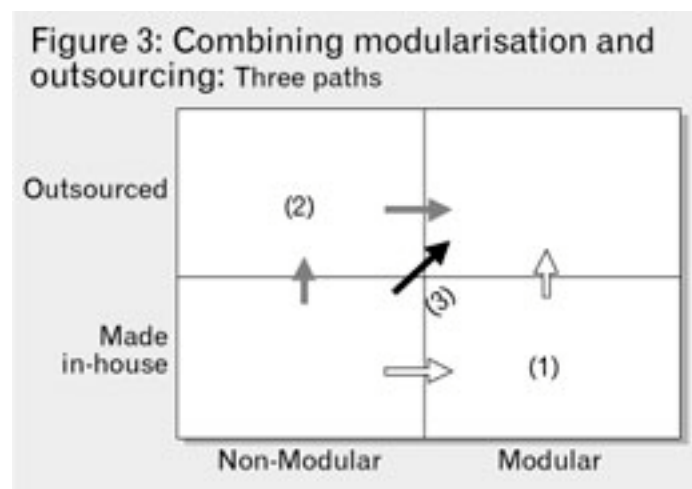 Figure 3: Combining modularisation and
outsourcing: Three paths
Outsourced
(2)
(3)
Made
in-house
(1)
Non-Modular
Modular